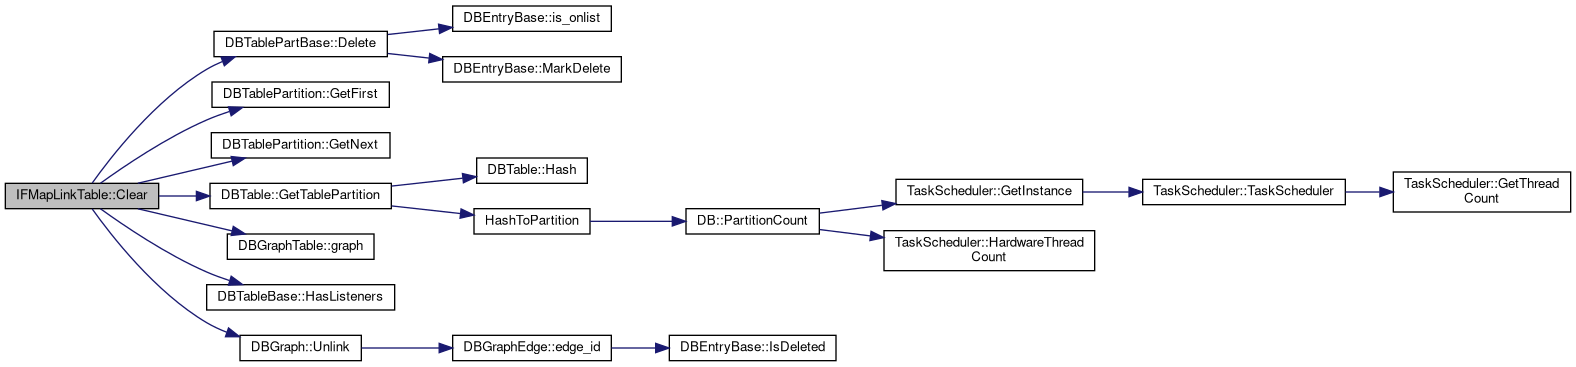 IFMapLinkTable::Clear
DBTablePartBase::Delete
DBEntryBase::is_onlist
DBEntryBase::MarkDelete
DBTablePartition::GetFirst
DBTablePartition::GetNext
DBTable::GetTablePartition
DBTable::Hash
HashToPartition
DB::PartitionCount
TaskScheduler::GetInstance
TaskScheduler::TaskScheduler
TaskScheduler::GetThread
Count
TaskScheduler::HardwareThread
Count
DBGraphTable::graph
DBTableBase::HasListeners
DBGraph::Unlink
DBGraphEdge::edge_id
DBEntryBase::IsDeleted